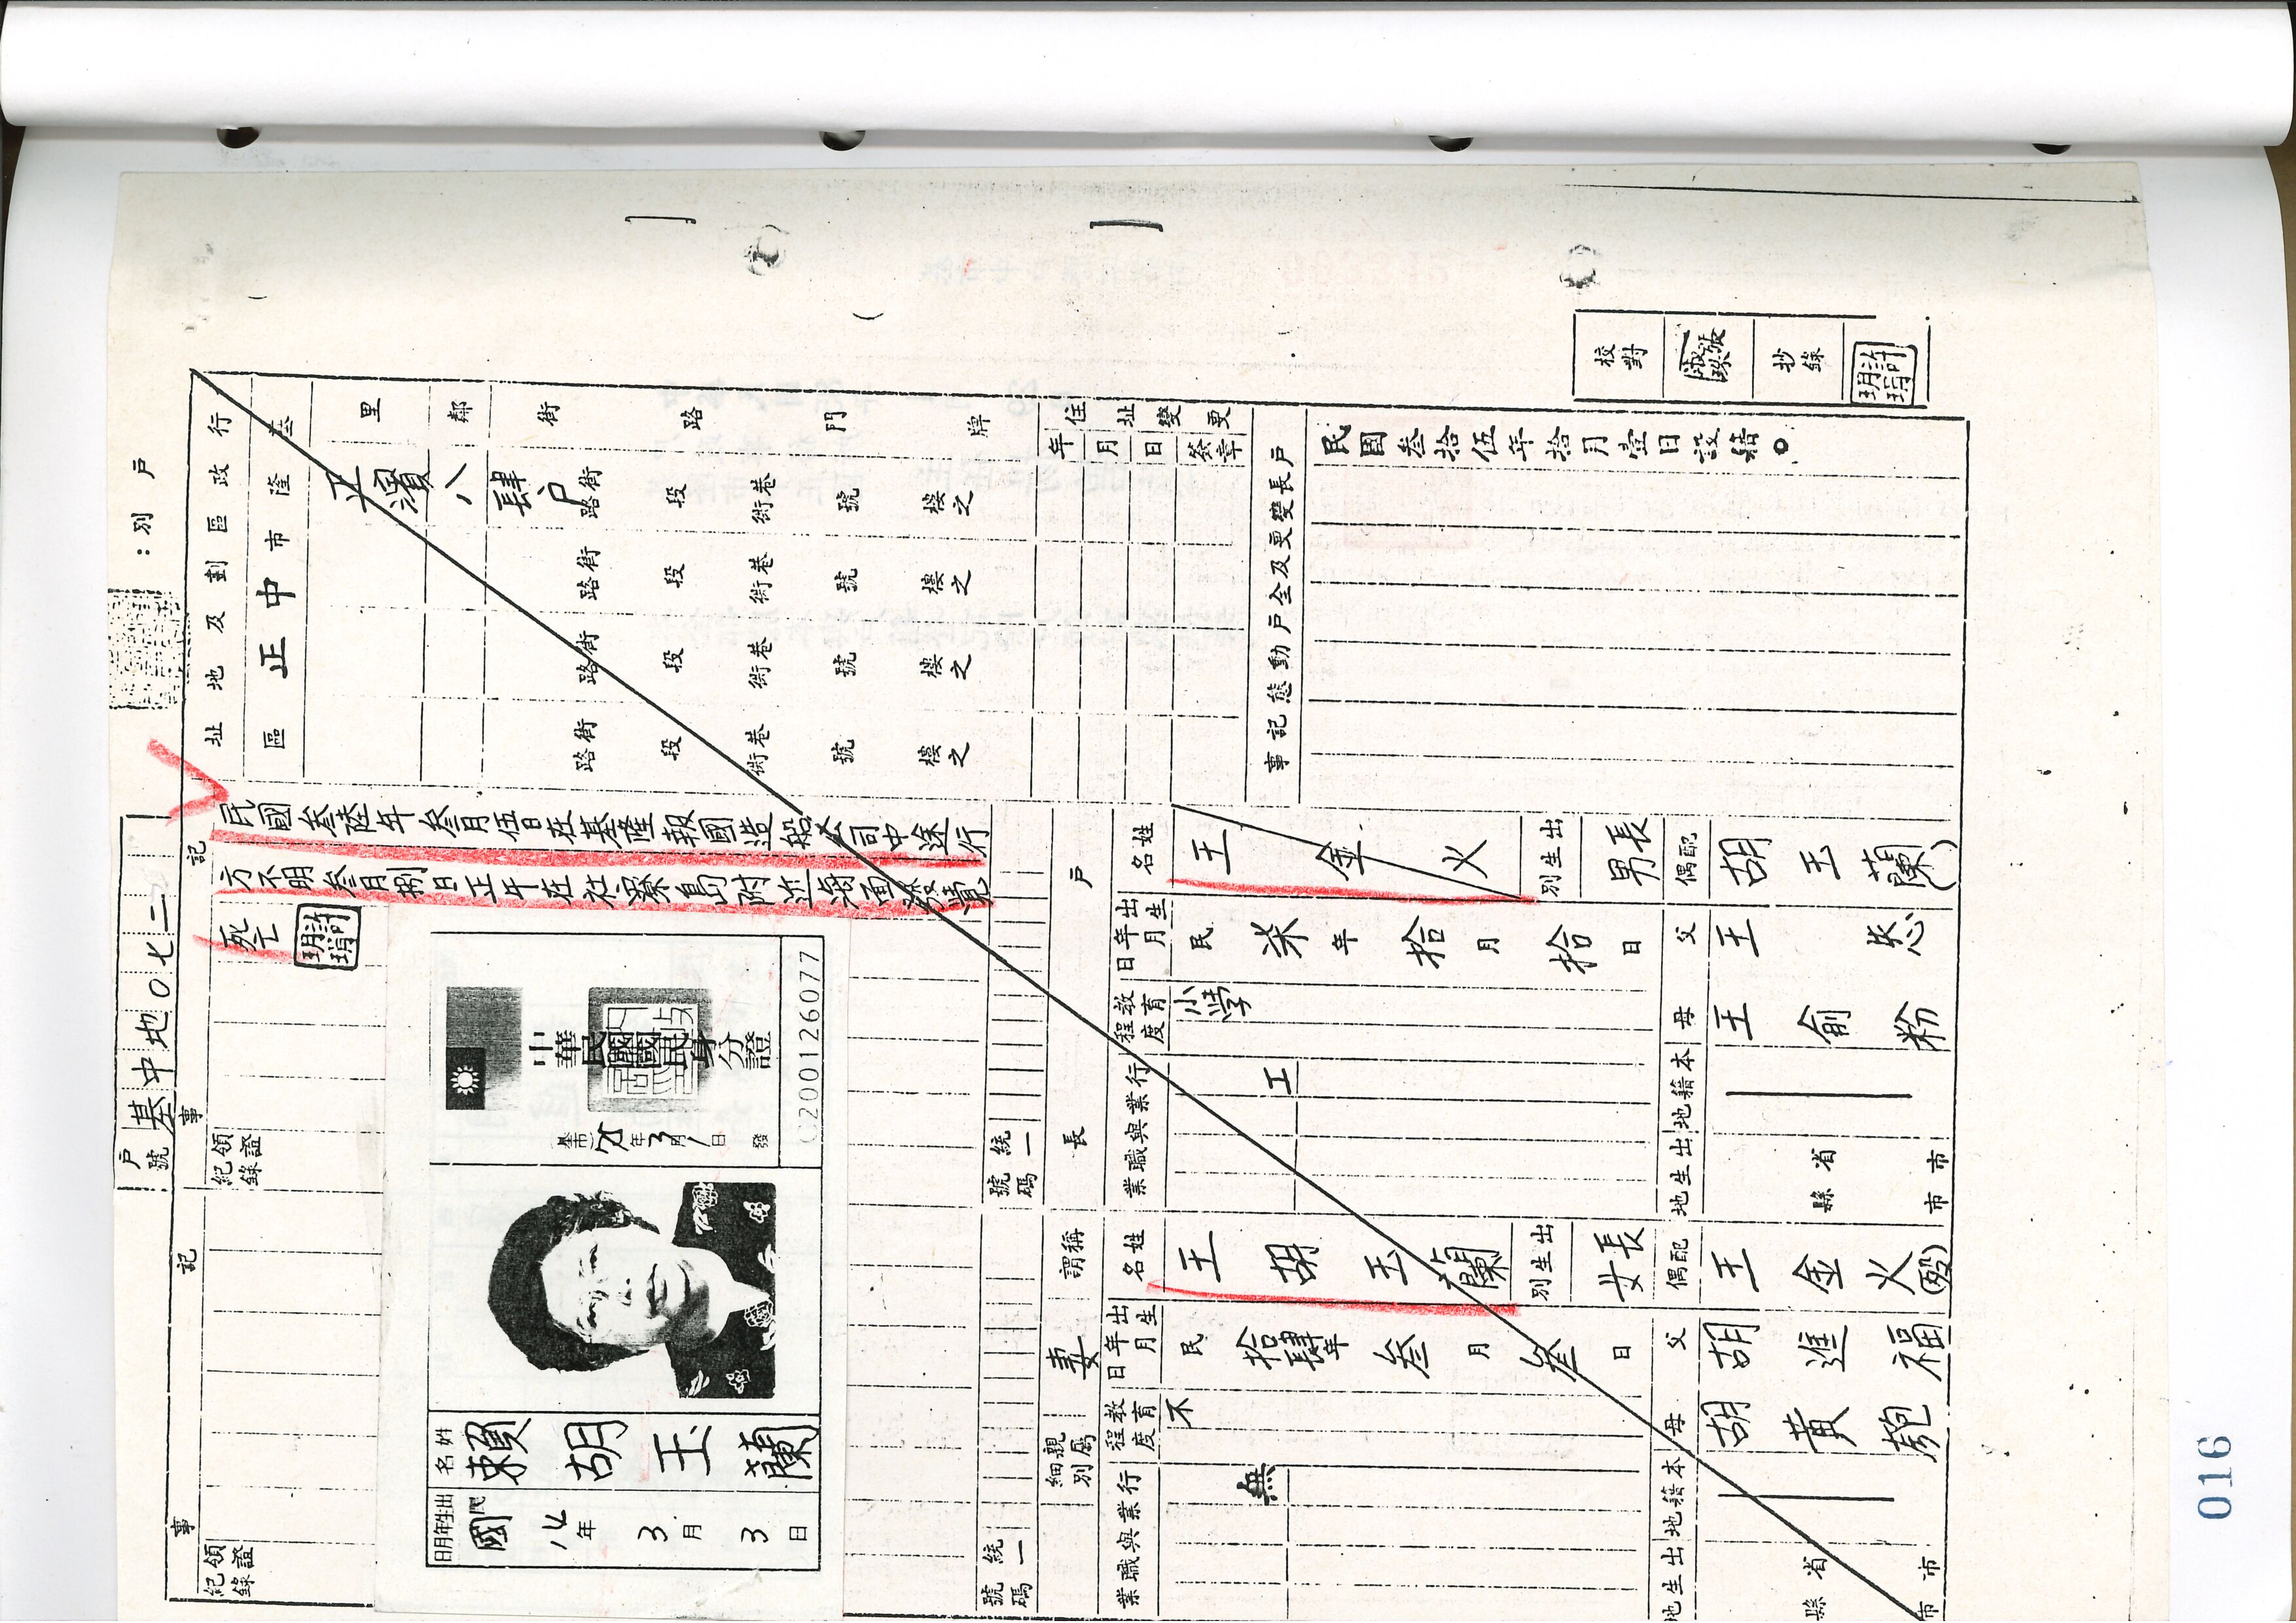 戶別：
戶號 基中地0七二
行政區劃及地址
基隆市中正區
里 鄰 街路門牌
正濱 八 肆戶
街路 段 巷衖 號 樓之
街路 段 巷衖 號 樓之
街路 段 巷衖 號 樓之
街路 段 巷衖 號 樓之
住址變更
年月日 簽章
戶長變更及全戶動態記事
民國叁拾伍年拾月壹日設籍。
校對
抄錄
許玥珺
記事
民國叁陸年叁月伍日在基隆報國造船公司中途行
方不明叁月捌日正午在社寮島附近海面發覺
死亡
許玥珺
領證紀錄
統一號碼
戶長
姓名 王金火
出生別 長男
配偶 胡玉蘭( )
出生年月日 民柒年拾月拾日
父 王
母 王俞粉
教育程度 小学
行業與職業 工
本籍地
出生地 省縣 市市
記事
領證紀錄
統一號碼
稱謂 妻
親屬細別
姓名 王胡玉蘭
出生別 長女
配偶 王金火(歿)
出生年月日 民拾肆年叁月叁日
父 胡進福
母 胡黃
教育程度 不
行業與職業 無
本籍地
出生地 省縣 市市
中華民國國民身分證
基市 年3月1日 發
C200126077
姓名 賴胡玉蘭
出生年月日 民國14年3月3日
016